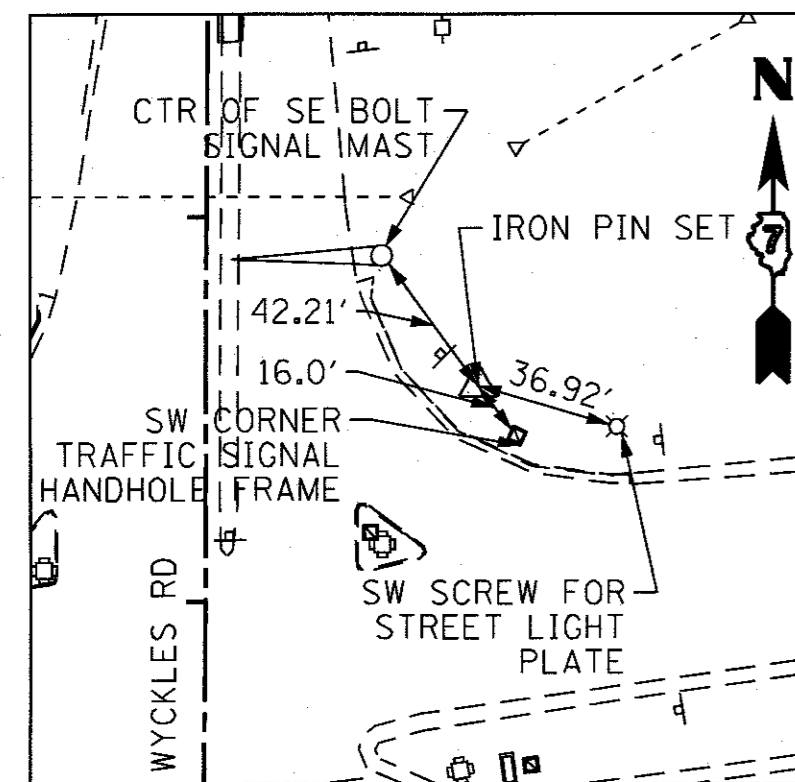 CTR OF SE BOLT
SIGNAL MAST
N
IRON PIN SET
7
42.21'
16.0'
36.92'
SW CORNER
TRAFFIC SIGNAL
HANDHOLE FRAME
SW SCREW FOR
STREET LIGHT
PLATE
WYCKLES RD